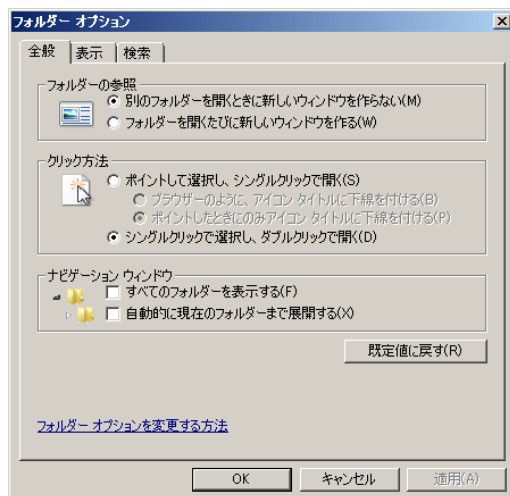 フォルダー オプション
全般 表示 検索
フォルダーの参照
別のフォルダーを開くときに新しいウィンドウを作らない(M)
フォルダーを開くたびに新しいウィンドウを作る(W)
クリック方法
ポイントして選択し、シングルクリックで開く(S)
ブラウザーのように、アイコン タイトルに下線を付ける(B)
ポイントしたときにのみアイコン タイトルに下線を付ける(P)
シングルクリックで選択し、ダブルクリックで開く(D)
ナビゲーション ウィンドウ
すべてのフォルダーを表示する(F)
自動的に現在のフォルダーまで展開する(X)
既定値に戻す(R)
フォルダー オプションを変更する方法
OK キャンセル 適用(A)